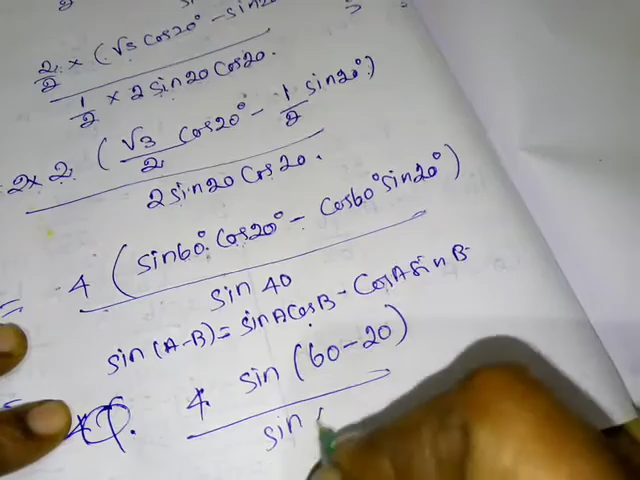 2/2 × (√3 cos20° - sin20
1/2 × 2 sin20 cos20.
2× 2 (√3/2 cos20° - 1/2 sin20°)
2 sin20 cos20.
= 4 (sin60° cos20° - cos60° sin20°)
sin 40
sin (A-B) = sinA cosB - CosA sin B
4 sin (60-20)
sin